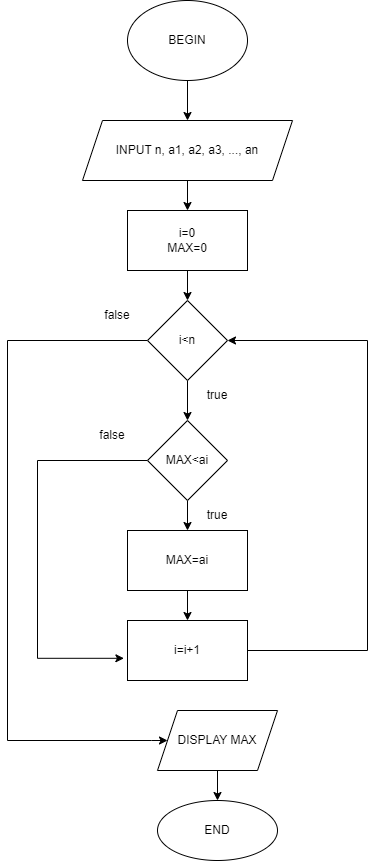 BEGIN
INPUT n, a1, a2, a3, ..., an
i=0
MAX=0
false
i<n
true
false
MAX<ai
true
MAX=ai
i=i+1
DISPLAY MAX
END